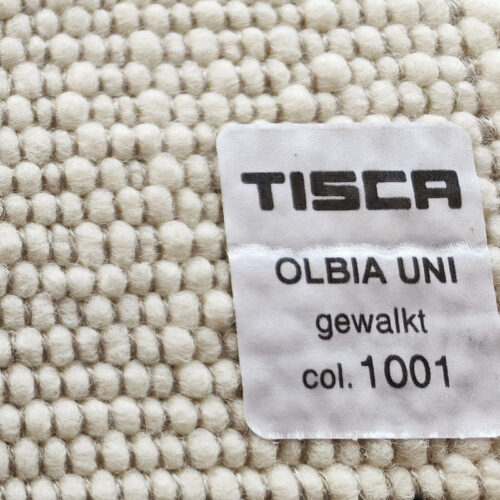 TISCA
OLBIA UNI
gewalkt
col. 1001